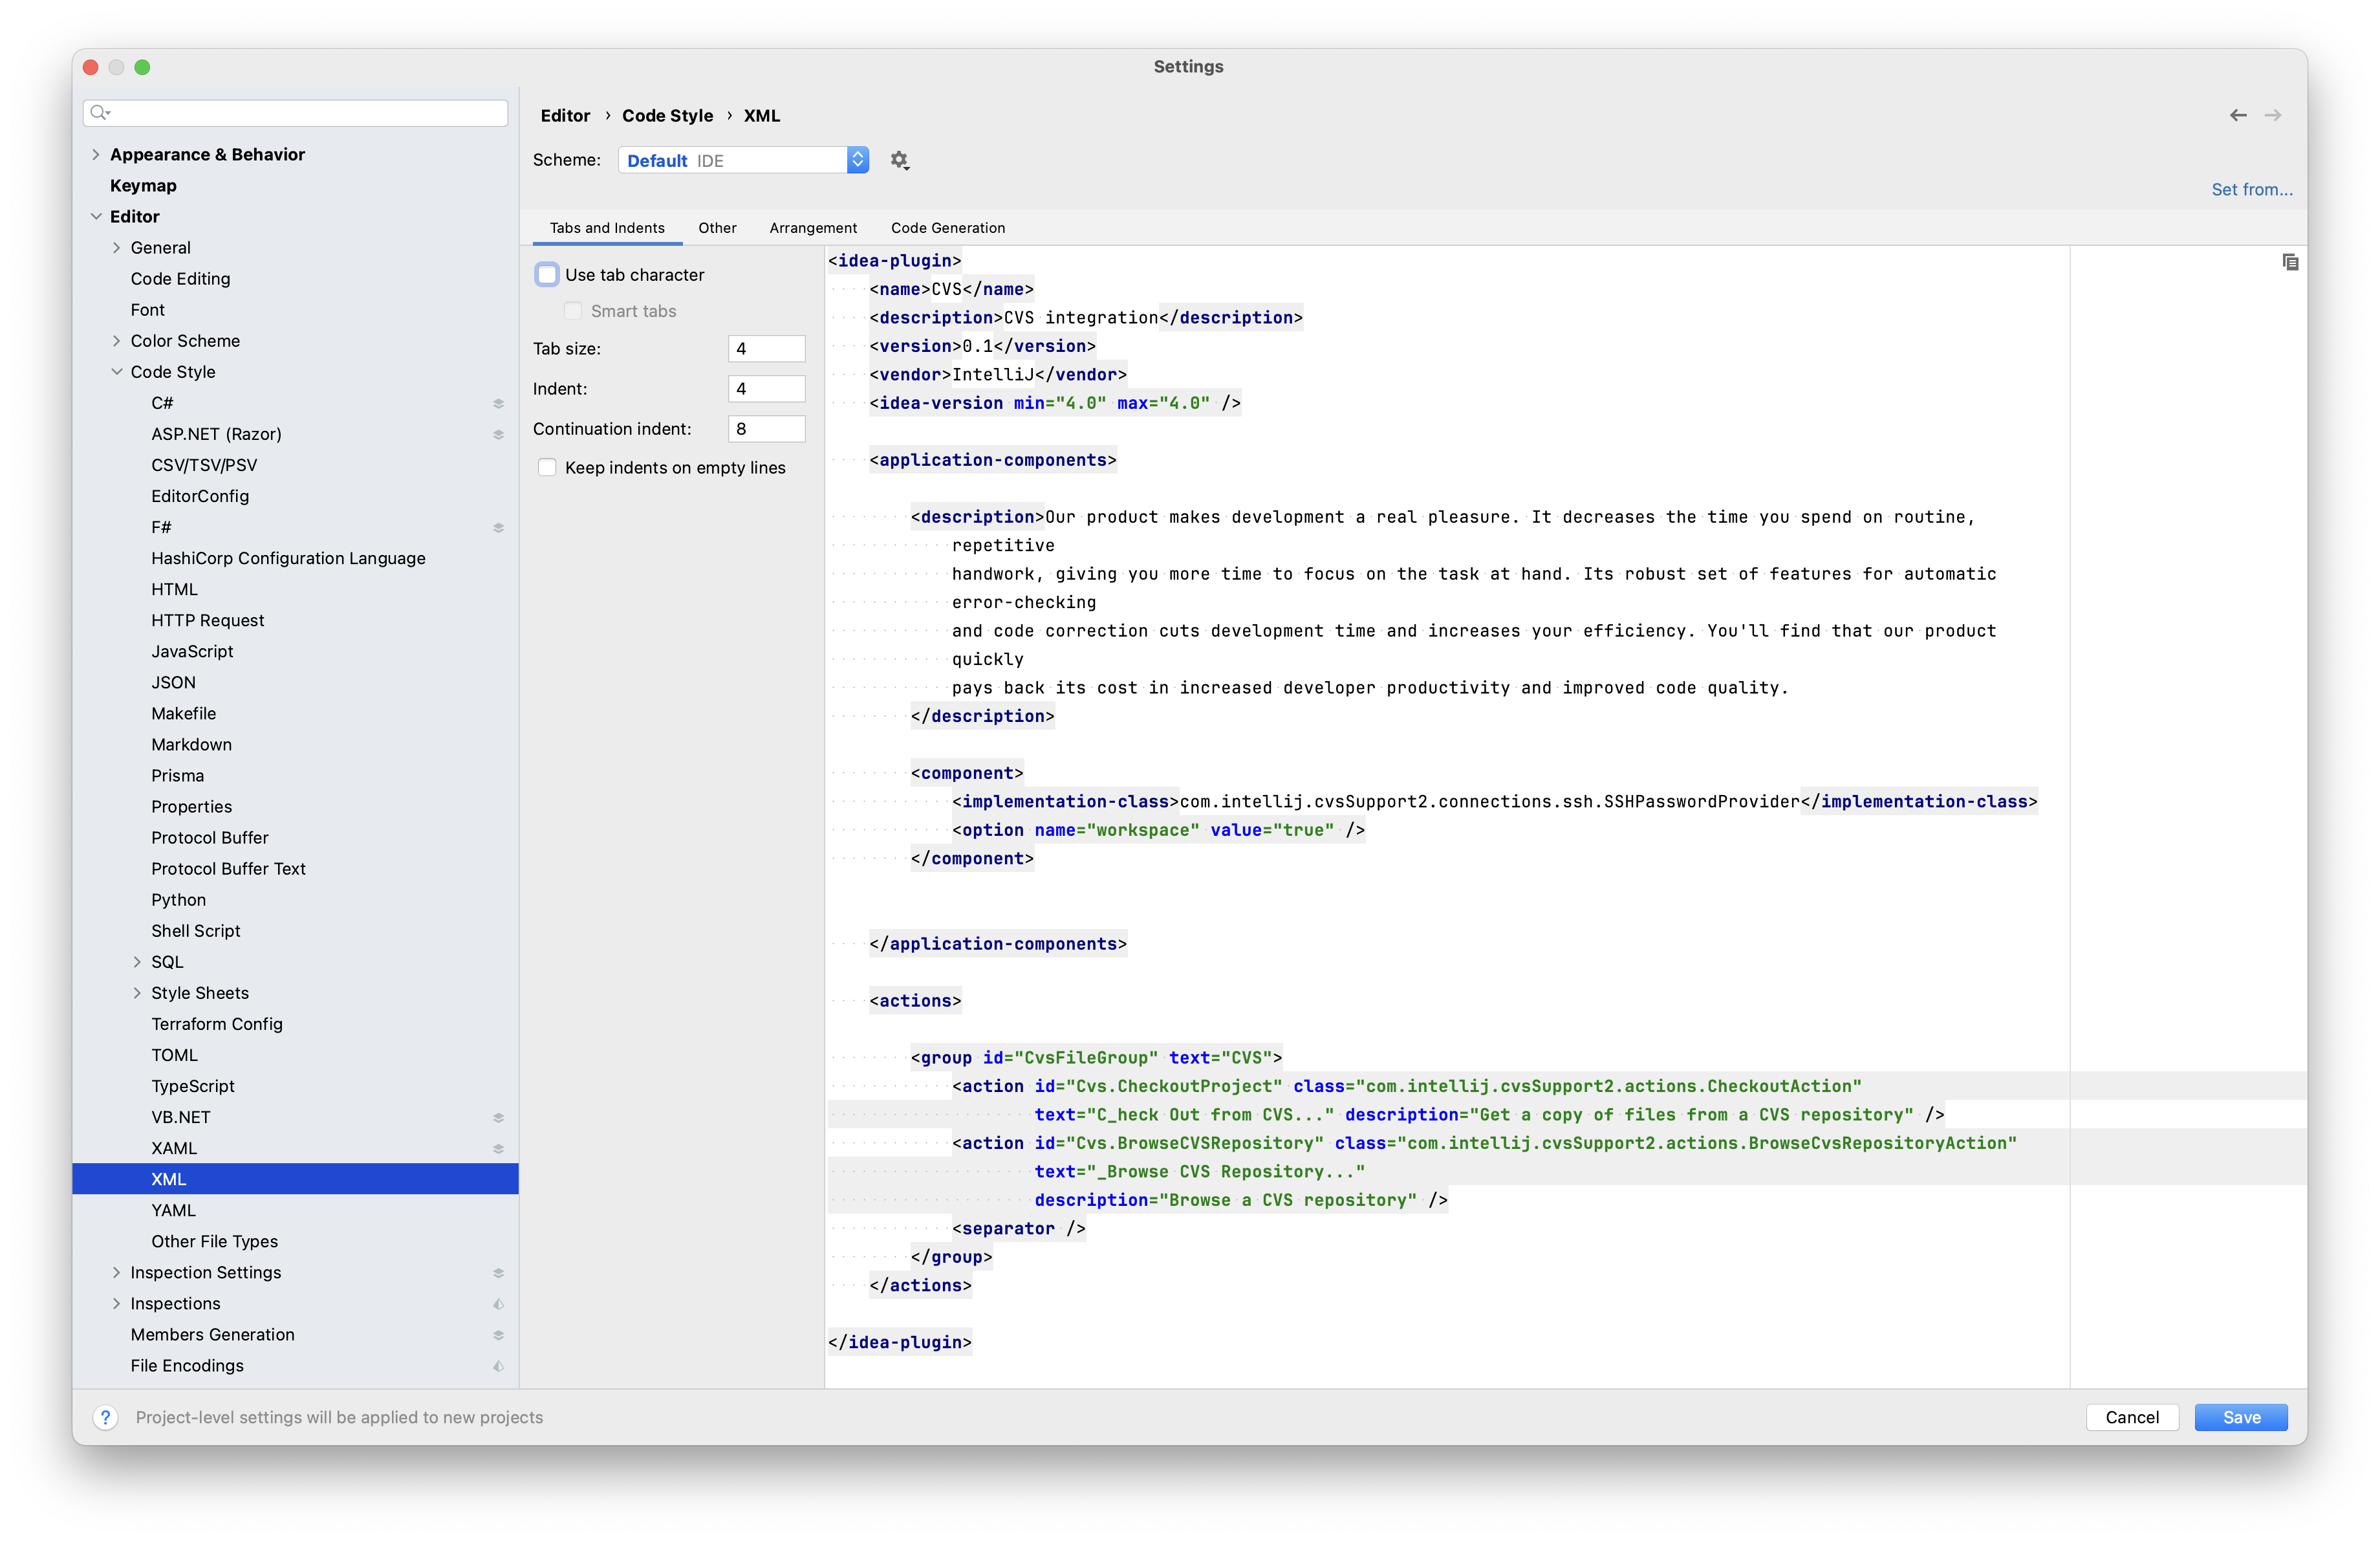 Settings
Appearance & Behavior
Keymap
Editor
General
Code Editing
Font
Color Scheme
Code Style
C#
ASP.NET (Razor)
CSV/TSV/PSV
EditorConfig
F#
HashiCorp Configuration Language
HTML
HTTP Request
JavaScript
JSON
Makefile
Markdown
Prisma
Properties
Protocol Buffer
Protocol Buffer Text
Python
Shell Script
SQL
Style Sheets
Terraform Config
TOML
TypeScript
VB.NET
XAML
XML
YAML
Other File Types
Inspection Settings
Inspections
Members Generation
File Encodings
Editor › Code Style › XML
Scheme: Default IDE
Set from...
Tabs and Indents Other Arrangement Code Generation
Use tab character
Smart tabs
Tab size: 4
Indent: 4
Continuation indent: 8
Keep indents on empty lines
<idea-plugin>
<name>CVS</name>
<description>CVS integration</description>
<version>0.1</version>
<vendor>IntelliJ</vendor>
<idea-version min="4.0" max="4.0" />
<application-components>
<description>Our product makes development a real pleasure. It decreases the time you spend on routine,
repetitive
handwork, giving you more time to focus on the task at hand. Its robust set of features for automatic
error-checking
and code correction cuts development time and increases your efficiency. You'll find that our product
quickly
pays back its cost in increased developer productivity and improved code quality.
</description>
<component>
<implementation-class>com.intellij.cvsSupport2.connections.ssh.SSHPasswordProvider</implementation-class>
<option name="workspace" value="true" />
</component>
</application-components>
<actions>
<group id="CvsFileGroup" text="CVS">
<action id="Cvs.CheckoutProject" class="com.intellij.cvsSupport2.actions.CheckoutAction"
text="C_heck Out from CVS..." description="Get a copy of files from a CVS repository" />
<action id="Cvs.BrowseCVSRepository" class="com.intellij.cvsSupport2.actions.BrowseCvsRepositoryAction"
text="_Browse CVS Repository..."
description="Browse a CVS repository" />
<separator />
</group>
</actions>
</idea-plugin>
? Project-level settings will be applied to new projects
Cancel Save